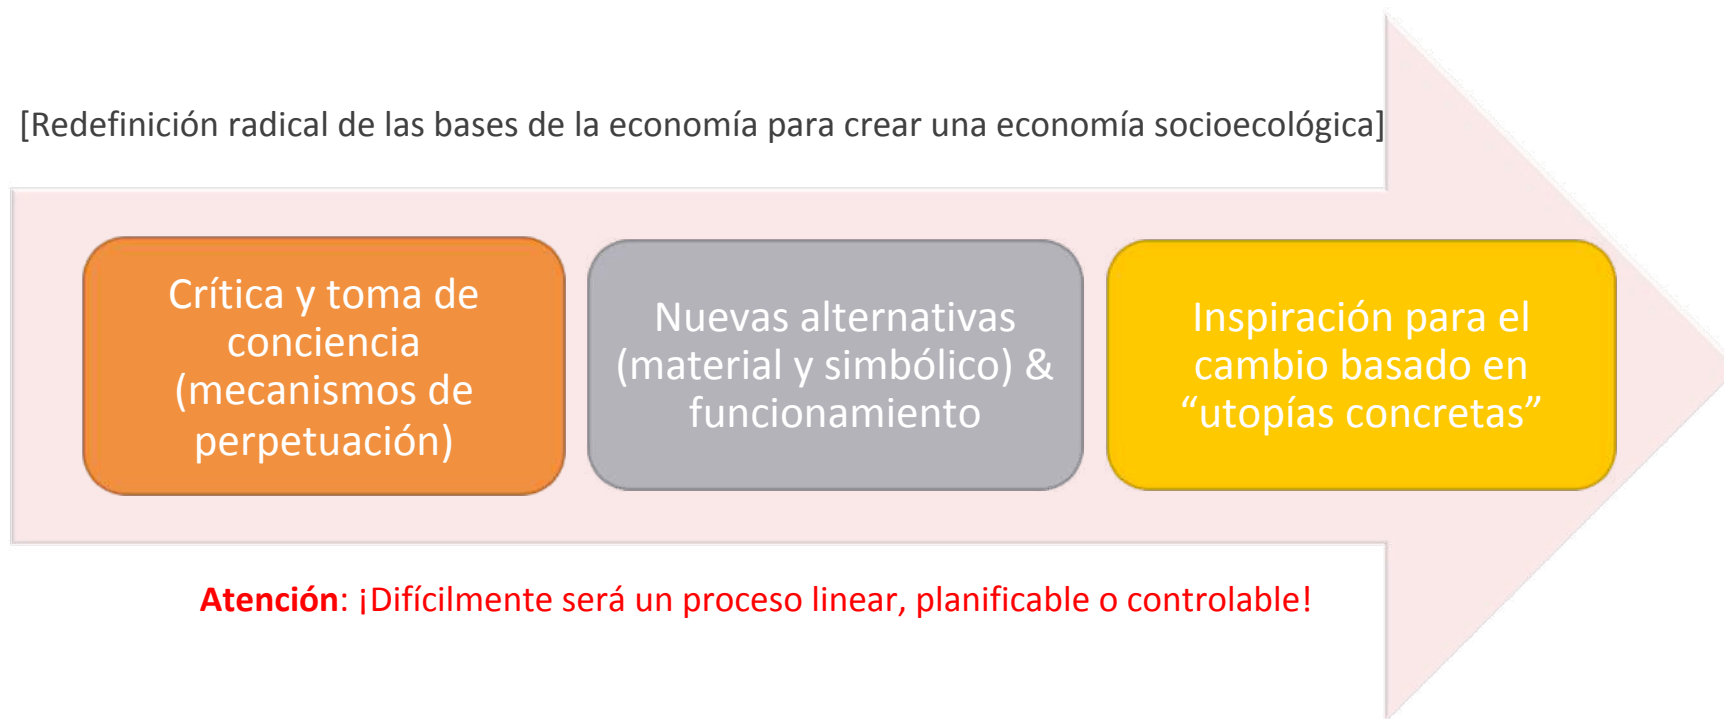 [Redefinición radical de las bases de la economía para crear una economía socioecológica]
Crítica y toma de
conciencia
(mecanismos de
perpetuación)
Nuevas alternativas
(material y simbólico) &
funcionamiento
Inspiración para el
cambio basado en
“utopías concretas”
Atención: ¡Difícilmente será un proceso linear, planificable o controlable!